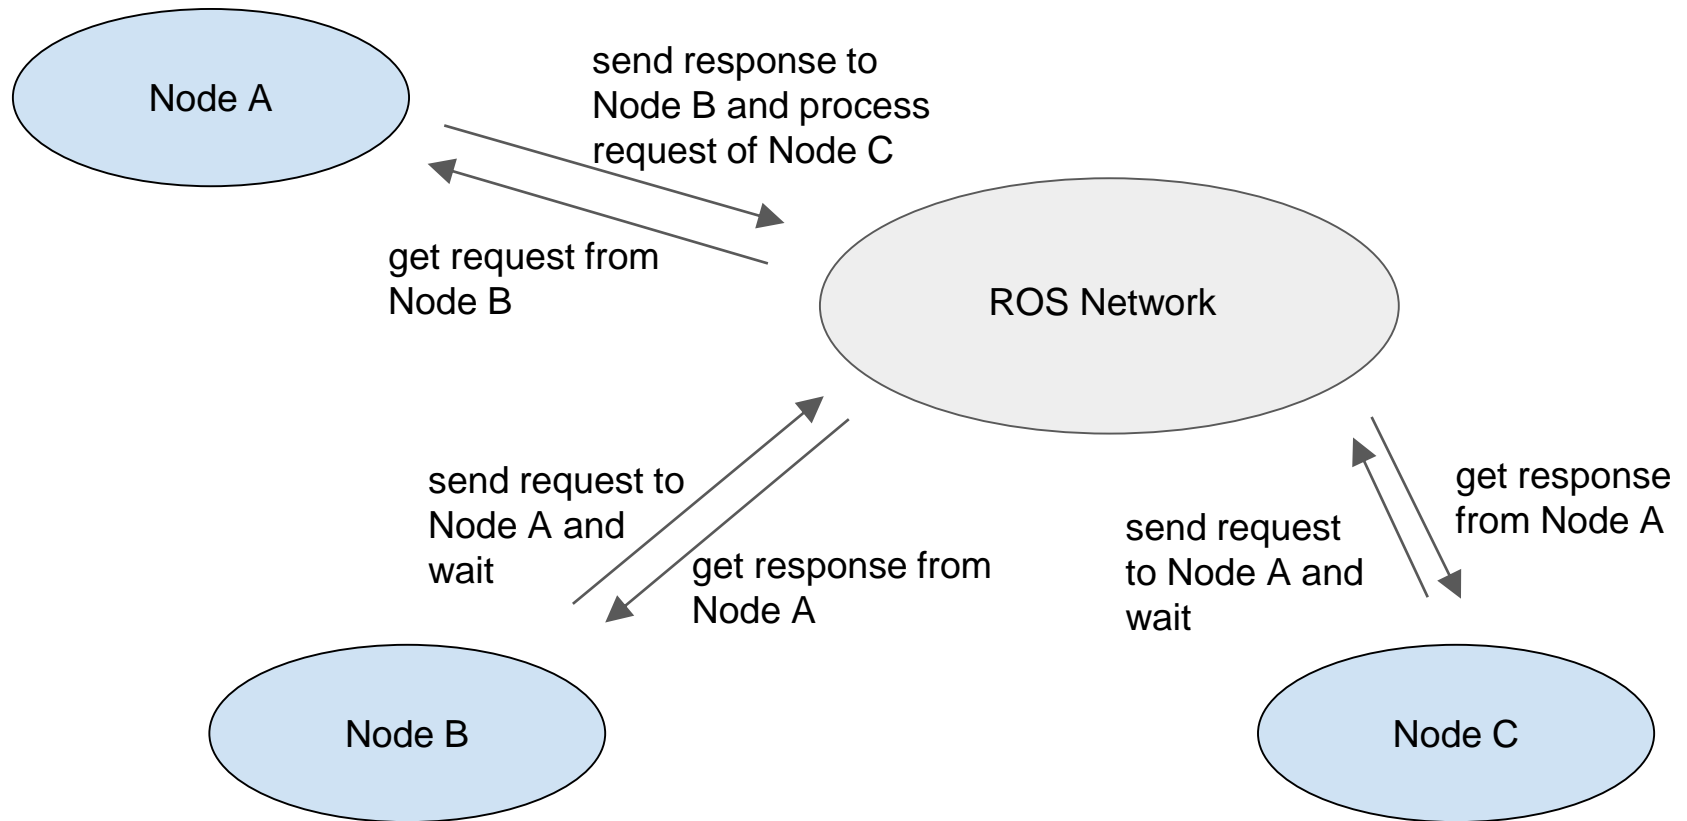 Node A
send response to
Node B and process
request of Node C
get request from
Node B
ROS Network
send request to
Node A and
wait
get response from
Node A
send request
to Node A and
wait
get response
from Node A
Node B
Node C